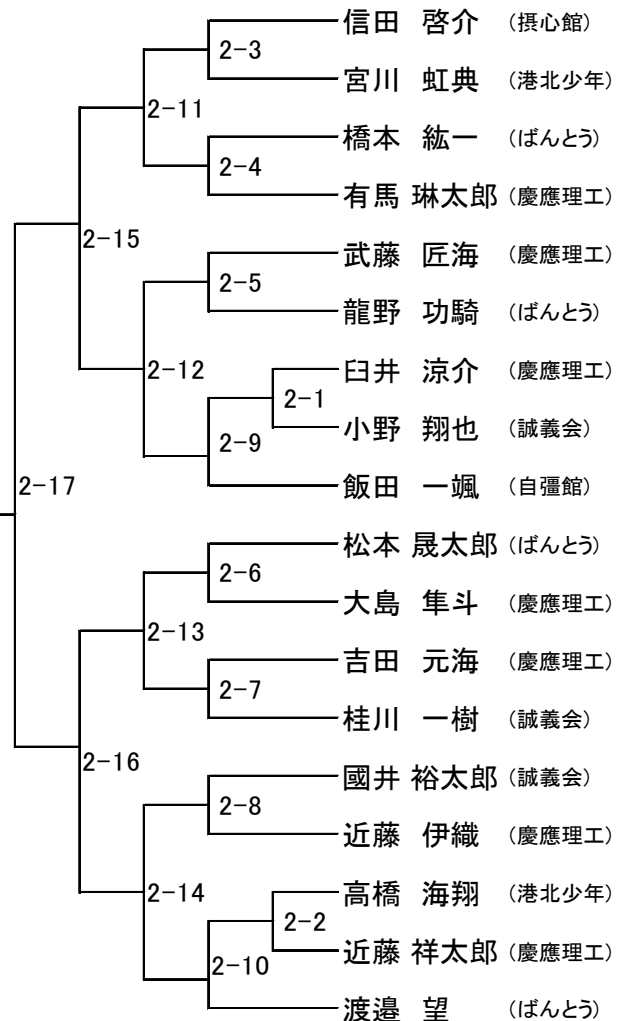 信田 啓介 (摂心館)
2-3
宮川 虹典 (港北少年)
2-11
橋本 紘一 (ばんとう)
2-4
有馬 琳太郎 (慶應理工)
2-15
武藤 匠海 (慶應理工)
2-5
龍野 功騎 (ばんとう)
2-12
臼井 涼介 (慶應理工)
2-1
小野 翔也 (誠義会)
2-9
飯田 一颯 (自彊館)
2-17
松本 晟太郎 (ばんとう)
2-6
大島 隼斗 (慶應理工)
2-13
吉田 元海 (慶應理工)
2-7
桂川 一樹 (誠義会)
2-16
國井 裕太郎 (誠義会)
2-8
近藤 伊織 (慶應理工)
2-14
高橋 海翔 (港北少年)
2-2
近藤 祥太郎 (慶應理工)
2-10
渡邉 望 (ばんとう)